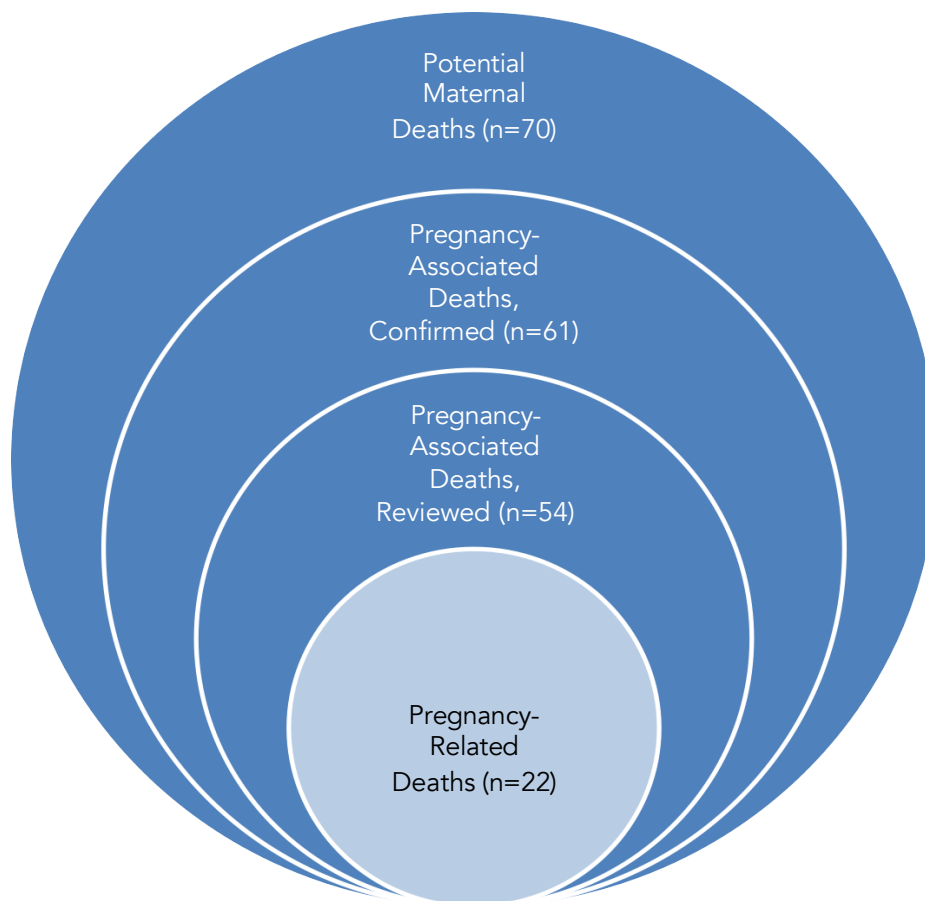 Potential
Maternal
Deaths (n=70)
Pregnancy-
Associated
Deaths,
Confirmed (n=61)
Pregnancy-
Associated
Deaths,
Reviewed (n=54)
Pregnancy-
Related
Deaths (n=22)